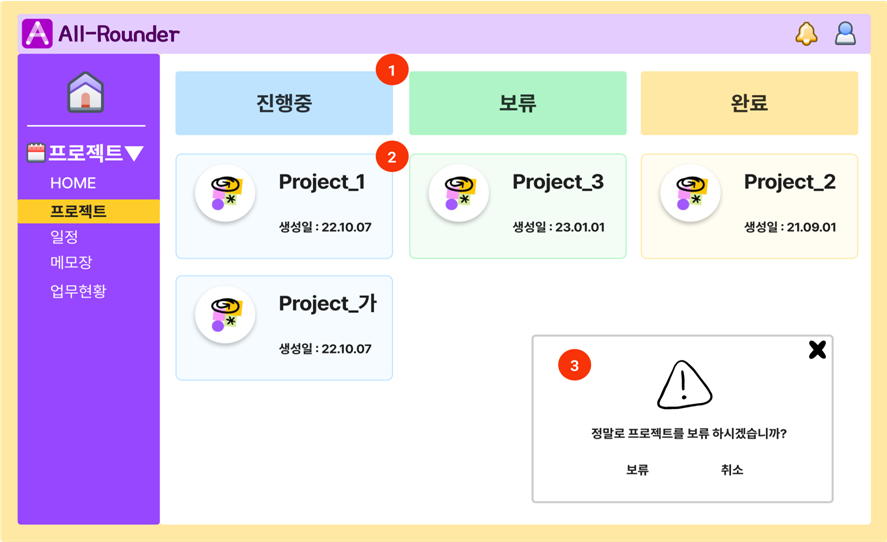 All-Rounder
프로젝트▼
HOME
프로젝트
일정
메모장
업무현황
1
진행중
보류
완료
2
Project_1
생성일 : 22.10.07
Project_3
생성일 : 23.01.01
Project_2
생성일 : 21.09.01
Project_가
생성일 : 22.10.07
3
정말로 프로젝트를 보류 하시겠습니까?
보류 취소